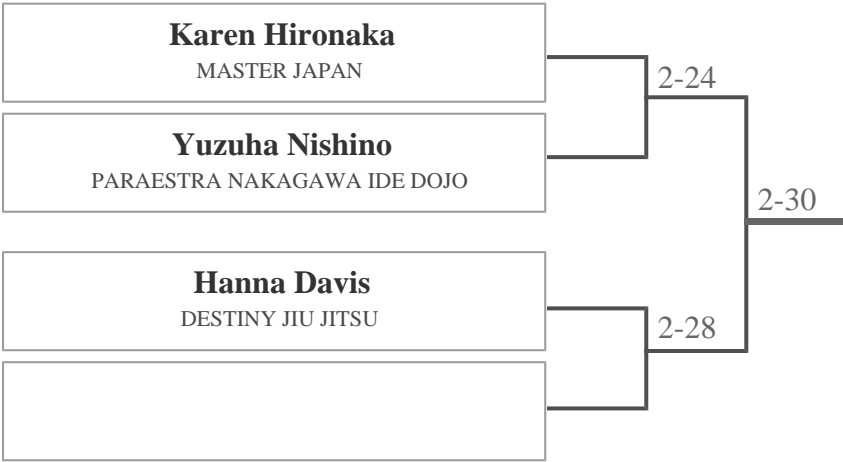 Karen Hironaka
MASTER JAPAN
2-24
Yuzuha Nishino
PARAESTRA NAKAGAWA IDE DOJO
2-30
Hanna Davis
DESTINY JIU JITSU
2-28